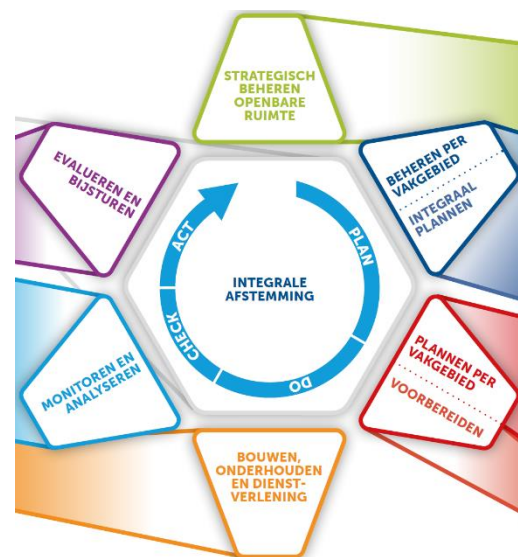 STRATEGISCH
BEHEREN
OPENBARE
RUIMTE
BEHEREN PER
VAKGEBIED
INTEGRAAL
PLANNEN
PLANNEN PER
VAKGEBIED
VOORBEREIDEN
BOUWEN,
ONDERHOUDEN
EN DIENST-
VERLENING
MONITOREN EN
ANALYSEREN
EVALUEREN EN
BIJSTUREN
PLAN
DO
CHECK
ACT
INTEGRALE
AFSTEMMING